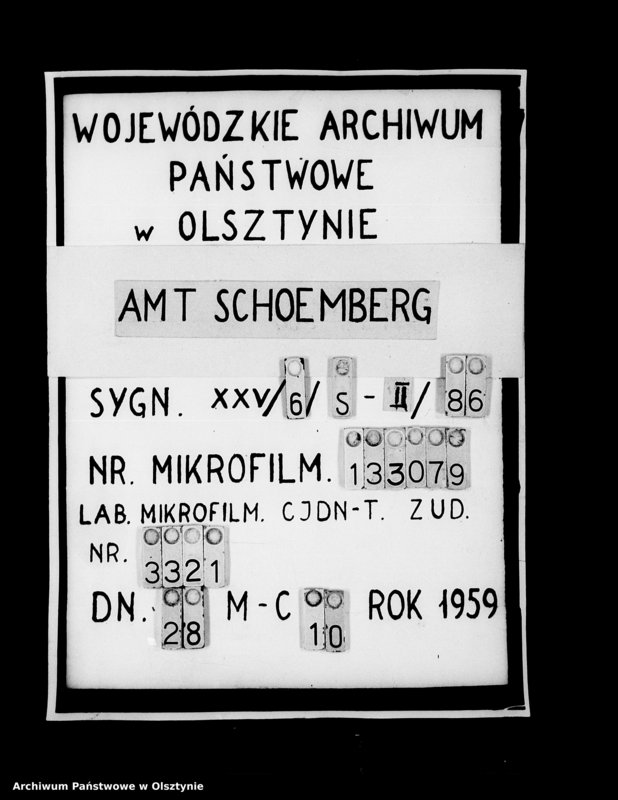 WOJEWÓDZKIE ARCHIWUM
PAŃSTWOWE
w OLSZTYNIE
AMT SCHOEMBERG
SYGN. XXV/6/S-II/86
NR. MIKROFILM. 133079
LAB. MIKROFILM. CJDN-T. ZUD.
NR. 3321
DN. 28 M-C 10 ROK 1959
Archiwum Państwowe w Olsztynie